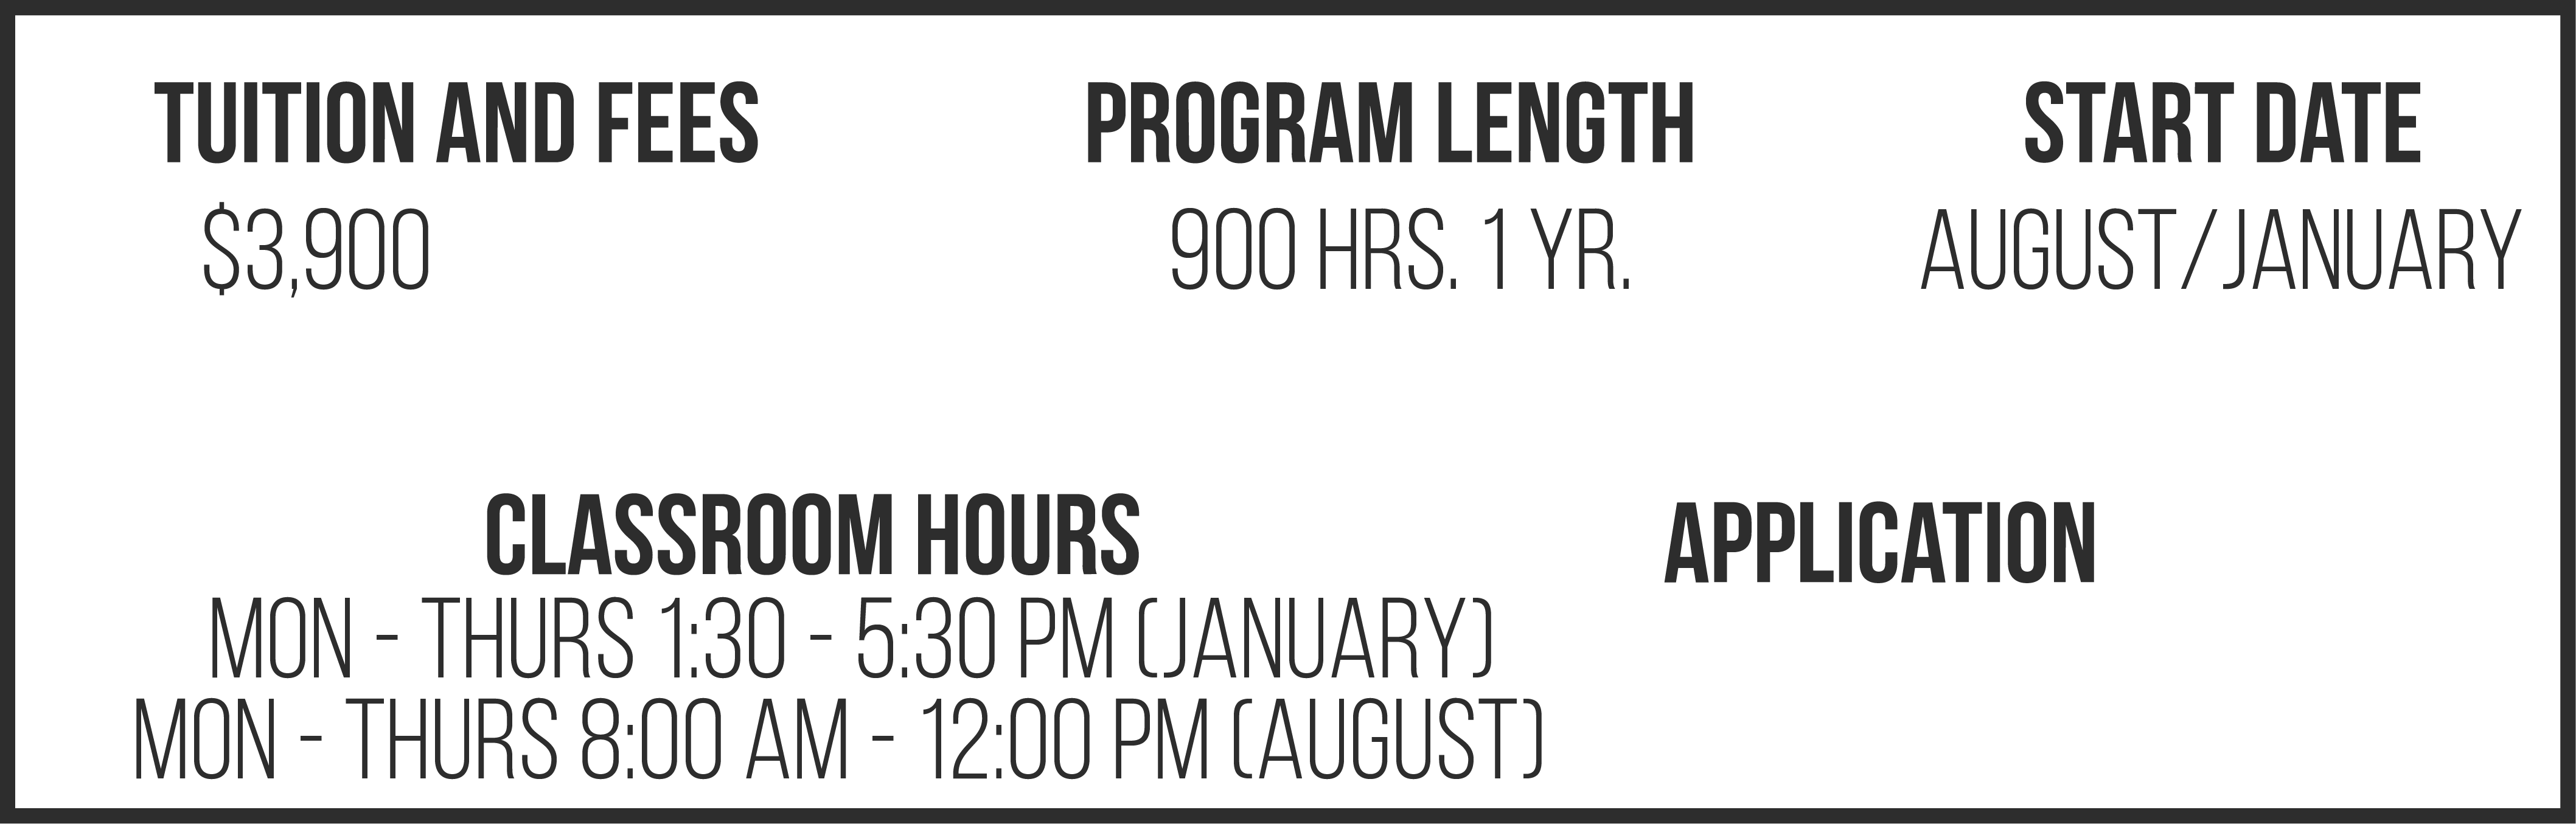 TUITION AND FEES
$3,900
PROGRAM LENGTH
900 HRS. 1 YR.
START DATE
AUGUST/JANUARY
CLASSROOM HOURS
MON - THURS 1:30 - 5:30 PM (JANUARY)
MON - THURS 8:00 AM - 12:00 PM (AUGUST)
APPLICATION